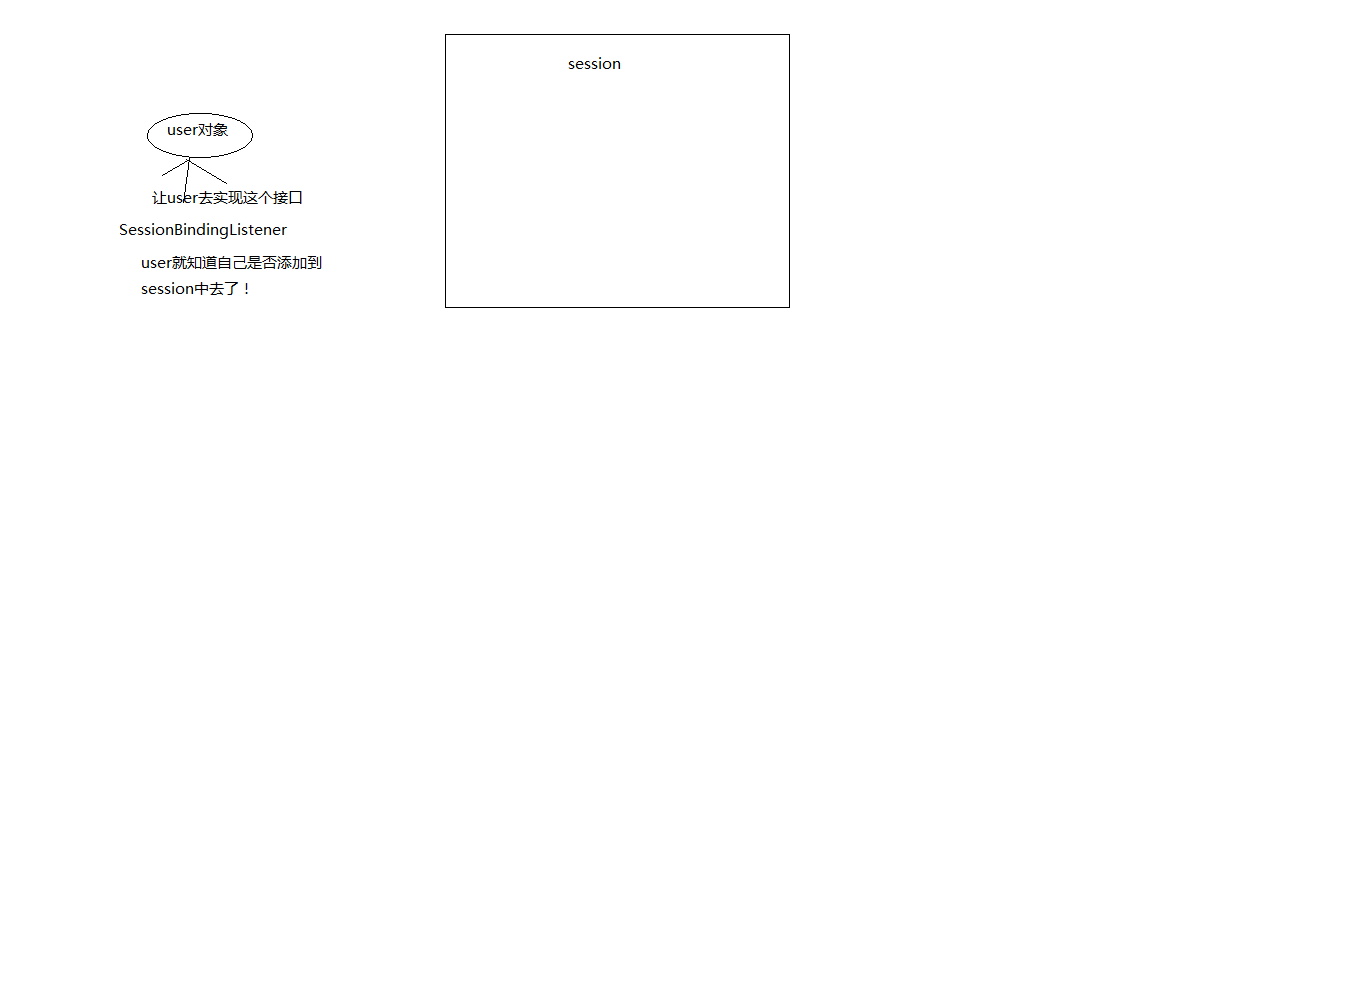 session
user对象
让user去实现这个接口
SessionBindingListener
user就知道自己是否添加到
session中去了！